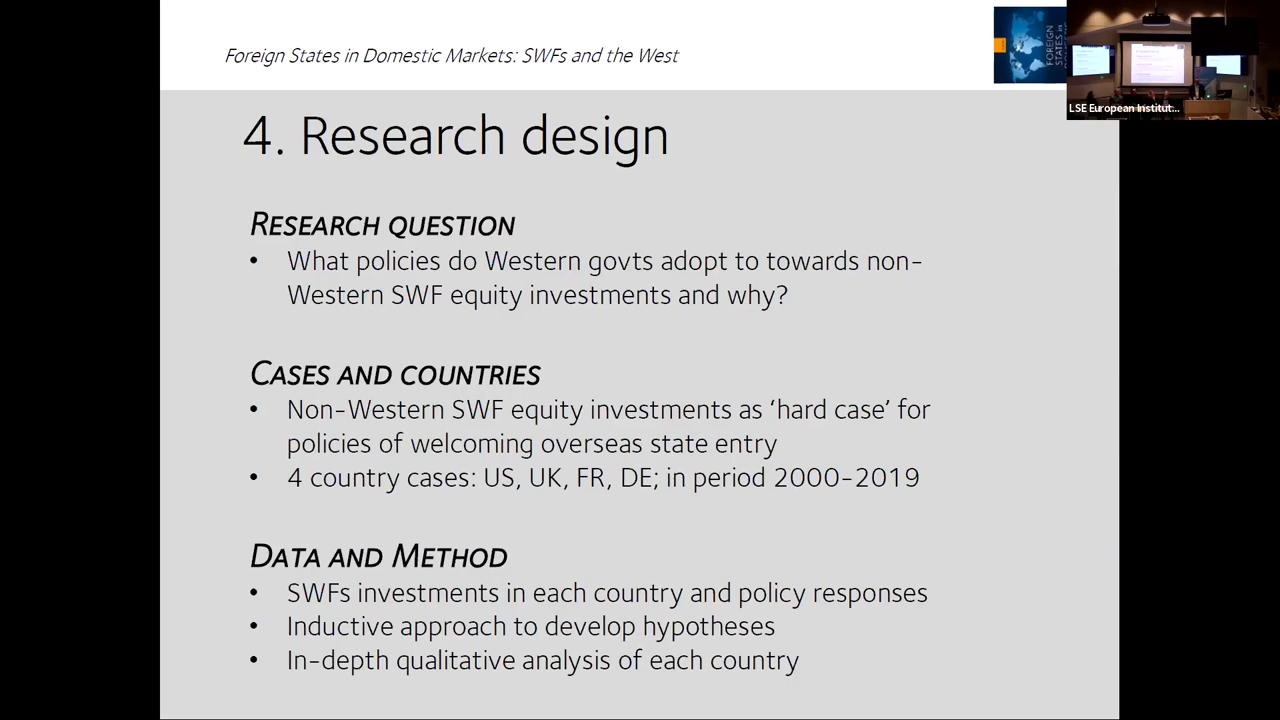 Foreign States in Domestic Markets: SWFs and the West
FOREIGN
STATES IN
LSE European Institut...
4. Research design
RESEARCH QUESTION
• What policies do Western govts adopt to towards non-
Western SWF equity investments and why?
CASES AND COUNTRIES
• Non-Western SWF equity investments as ‘hard case’ for
policies of welcoming overseas state entry
• 4 country cases: US, UK, FR, DE; in period 2000-2019
DATA AND METHOD
• SWFs investments in each country and policy responses
• Inductive approach to develop hypotheses
• In-depth qualitative analysis of each country